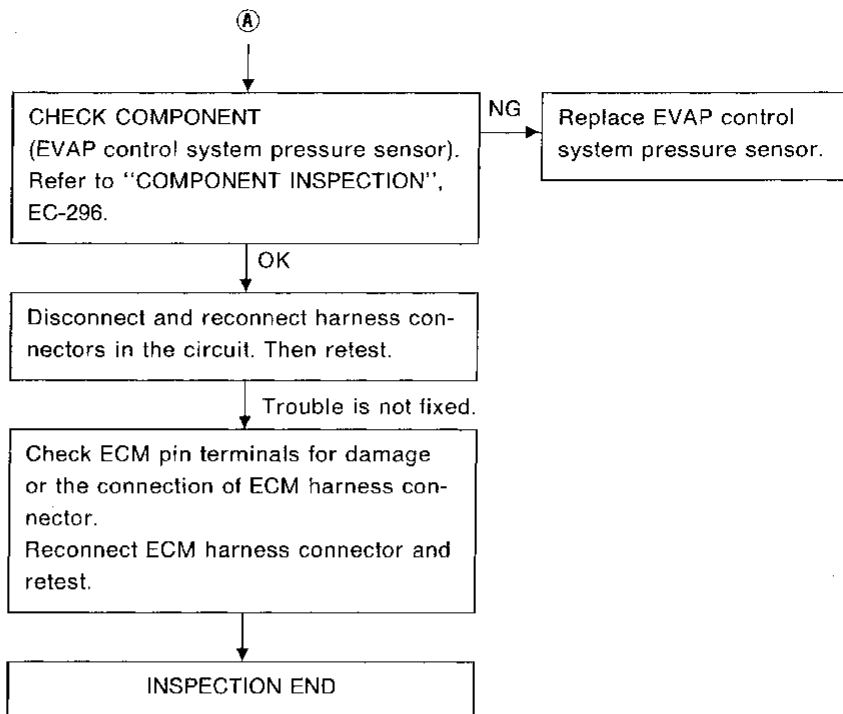 Ⓐ
CHECK COMPONENT
(EVAP control system pressure sensor).
Refer to "COMPONENT INSPECTION",
EC-296.
NG
Replace EVAP control
system pressure sensor.
OK
Disconnect and reconnect harness con-
nectors in the circuit. Then retest.
Trouble is not fixed.
Check ECM pin terminals for damage
or the connection of ECM harness con-
nector.
Reconnect ECM harness connector and
retest.
INSPECTION END